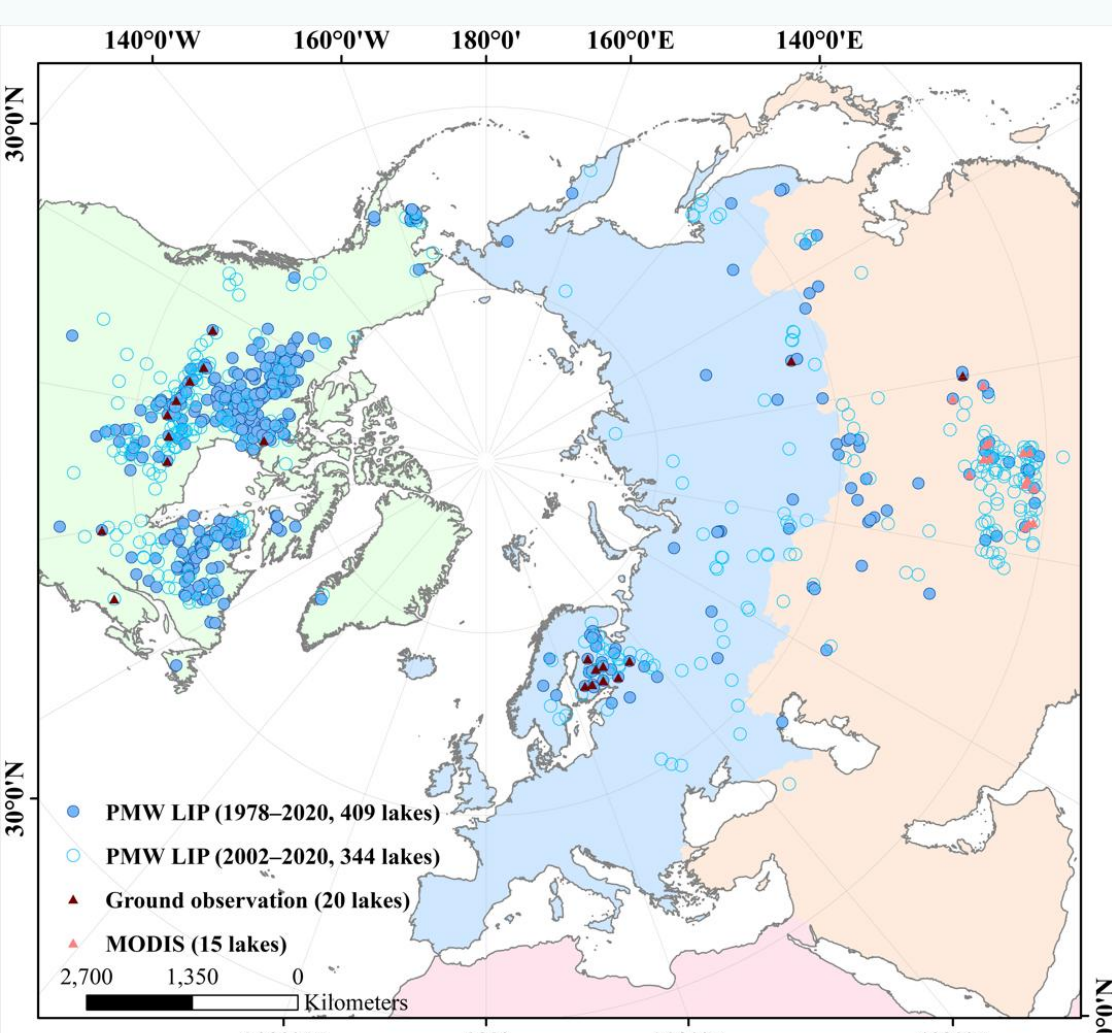 140°0'W 160°0'W 180°0' 160°0'E 140°0'E
30°0'N
30°0'N
PMW LIP (1978–2020, 409 lakes)
PMW LIP (2002–2020, 344 lakes)
Ground observation (20 lakes)
MODIS (15 lakes)
2,700 1,350 0
Kilometers